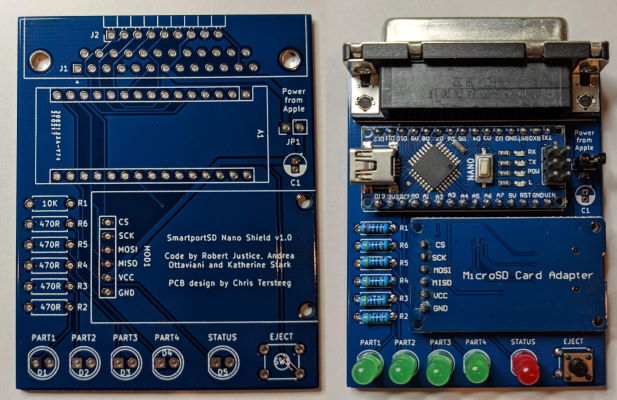 J2
J1
Power
from
Apple
JP1
A1
C1
10K R1
470R R6
470R R5
470R R4
470R R3
470R R2
CS
SCK
MOSI
MISO
VCC
GND
MOD1
SmartportSD Nano Shield v1.0
Code by Robert Justice, Andrea
Ottaviani and Katherine Stark
PCB design by Chris Tersteeg
PART1 PART2 PART3 PART4 STATUS EJECT
D1 D2 D3 D4 D5
Power
from
Apple
JP1
C1
NANO
RX
TX
POW
L
R1
R6
R5
R4
R3
R2
CS
SCK
MOSI
MISO
VCC
GND
MicroSD Card Adapter
PART1 PART2 PART3 PART4 STATUS EJECT